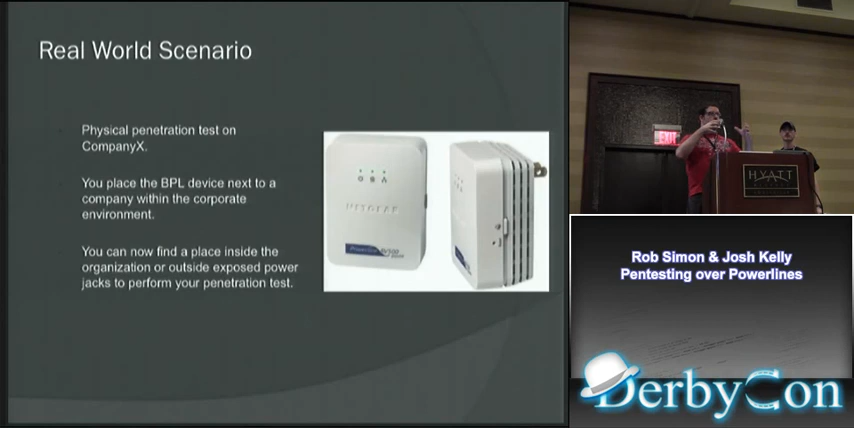 Real World Scenario
Physical penetration test on
CompanyX.
You place the BPL device next to a
company within the corporate
environment.
You can now find a place inside the
organization or outside exposed power
jacks to perform your penetration test.
NETGEAR
EXIT
HYATT
Rob Simon & Josh Kelly
Pentesting over Powerlines
DerbyCon